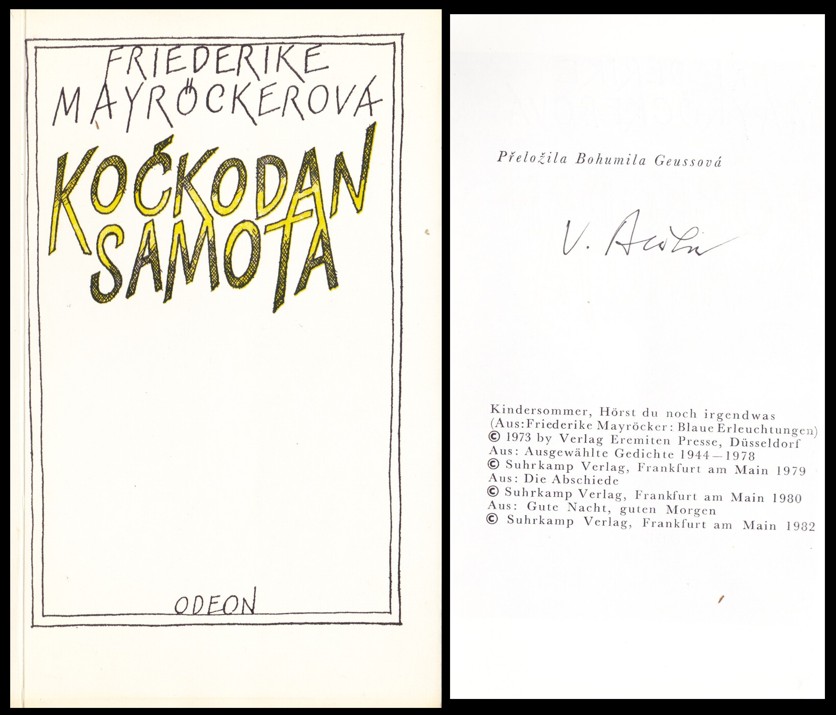 FRIEDERIKE
MAYRÖCKEROVÁ
KOČKODAN
SAMOTA
ODEON
Přeložila Bohumila Geussová
V.
Kindersommer, Hörst du noch irgendwas
(Aus:Friederike Mayröcker: Blaue Erleuchtungen)
© 1973 by Verlag Eremiten Presse, Düsseldorf
Aus: Ausgewählte Gedichte 1944–1978
© Suhrkamp Verlag, Frankfurt am Main 1979
Aus: Die Abschiede
© Suhrkamp Verlag, Frankfurt am Main 1980
Aus: Gute Nacht, guten Morgen
© Suhrkamp Verlag, Frankfurt am Main 1982